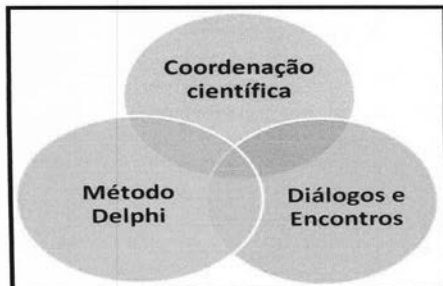 Coordenação
científica
Método
Delphi
Diálogos e
Encontros